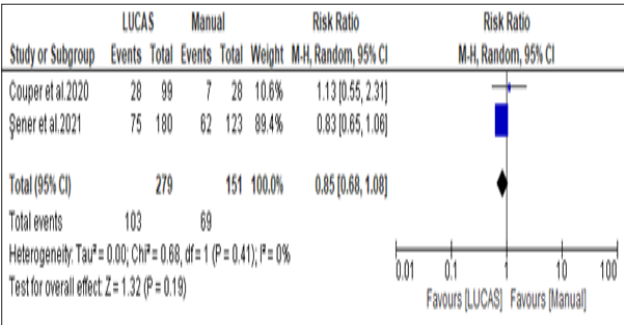 LUCAS Manual Risk Ratio Risk Ratio
Study or Subgroup Events Total Events Total Weight M-H, Random, 95% CI M-H, Random, 95% CI
Couper et al.2020 28 99 7 28 10.6% 1.13 [0.55, 2.31]
Şener et al.2021 75 180 62 123 89.4% 0.83 [0.65, 1.06]
Total (95% CI) 279 151 100.0% 0.85 [0.68, 1.08]
Total events 103 69
Heterogeneity: Tau² = 0.00; Chi² = 0.68, df = 1 (P = 0.41); I² = 0%
Test for overall effect: Z = 1.32 (P = 0.19)
0.01 0.1 1 10 100
Favours [LUCAS] Favours [Manual]